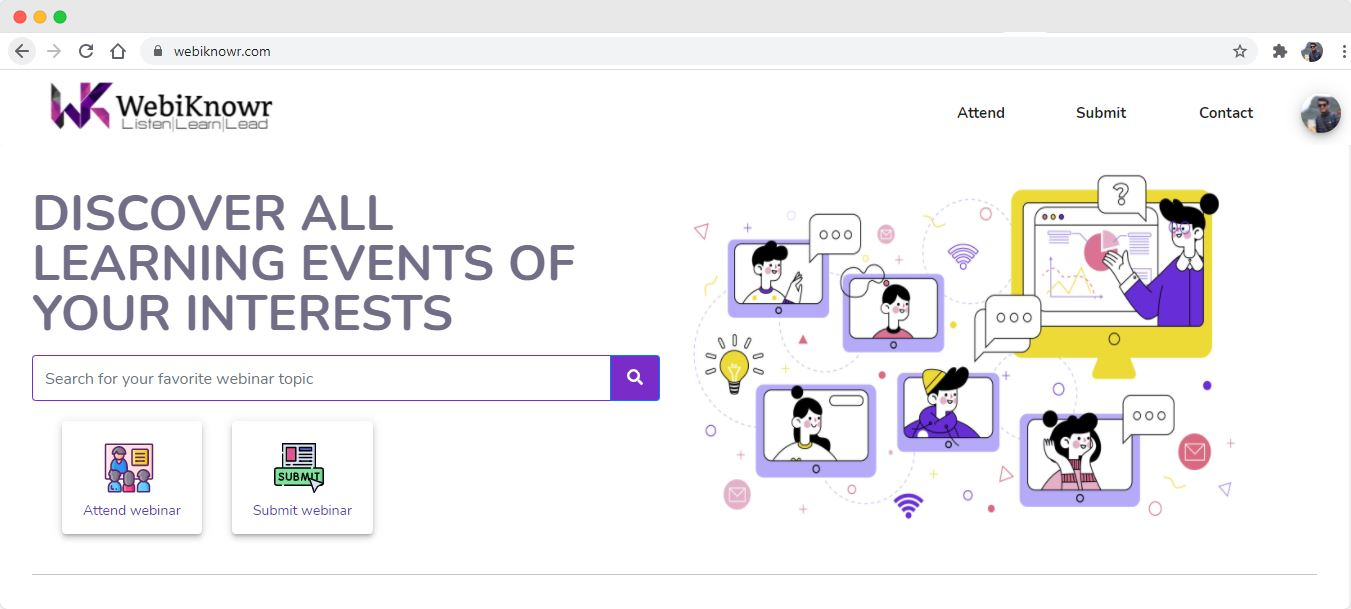 webiknowr.com
WebiKnowr
Listen|Learn|Lead
Attend
Submit
Contact
DISCOVER ALL
LEARNING EVENTS OF
YOUR INTERESTS
Search for your favorite webinar topic
SUBMIT
Attend webinar
Submit webinar
?